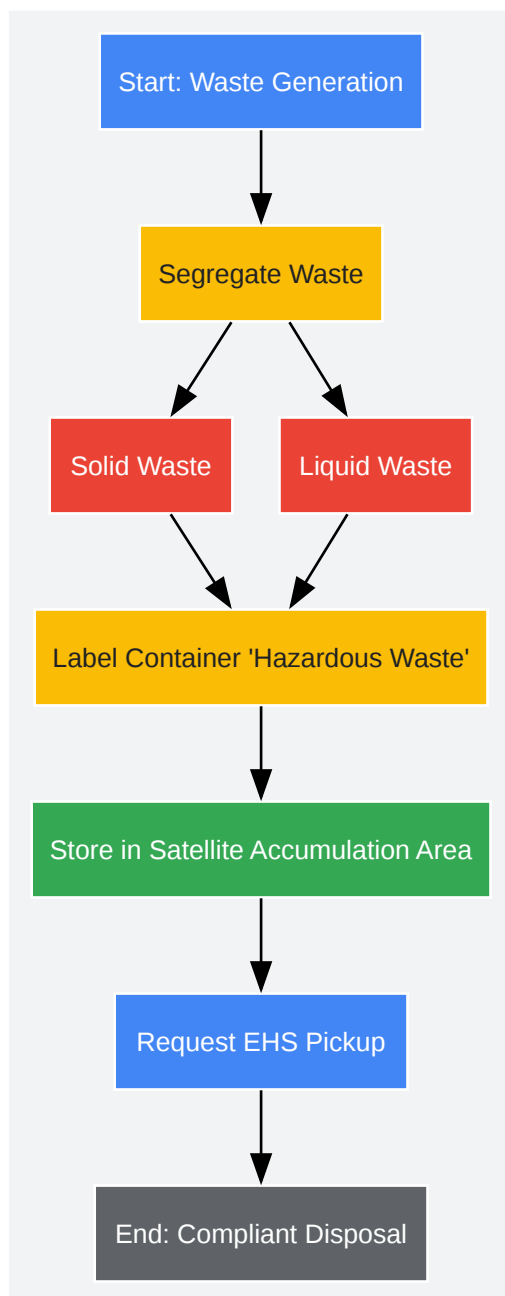 Start: Waste Generation
Segregate Waste
Solid Waste
Liquid Waste
Label Container 'Hazardous Waste'
Store in Satellite Accumulation Area
Request EHS Pickup
End: Compliant Disposal